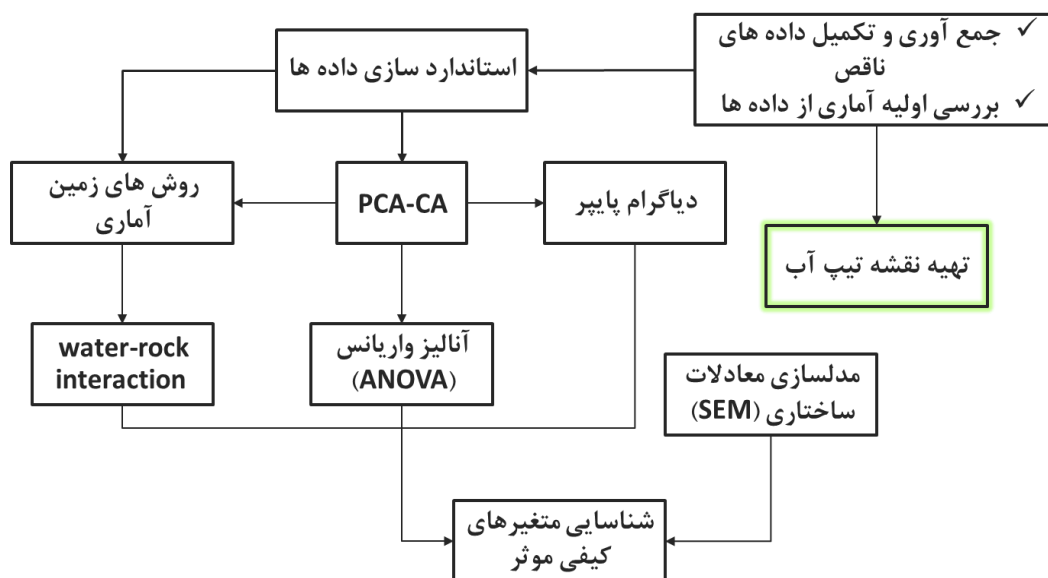 ✓ جمع آوری و تکمیل داده های
ناقص
✓ بررسی اولیه آماری از داده ها
استاندارد سازی داده ها
روش های زمین
آماری
PCA-CA
دیاگرام پایپر
تهیه نقشه تیپ آب
water-rock
interaction
آنالیز واریانس
(ANOVA)
مدلسازی معادلات
ساختاری (SEM)
شناسایی متغیرهای
کیفی موثر